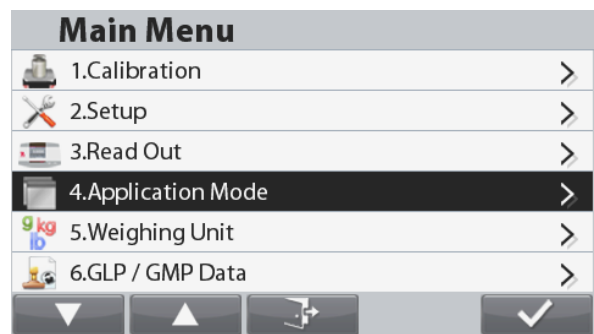 Main Menu
1.Calibration
2.Setup
3.Read Out
4.Application Mode
g kg
lb
5.Weighing Unit
6.GLP / GMP Data